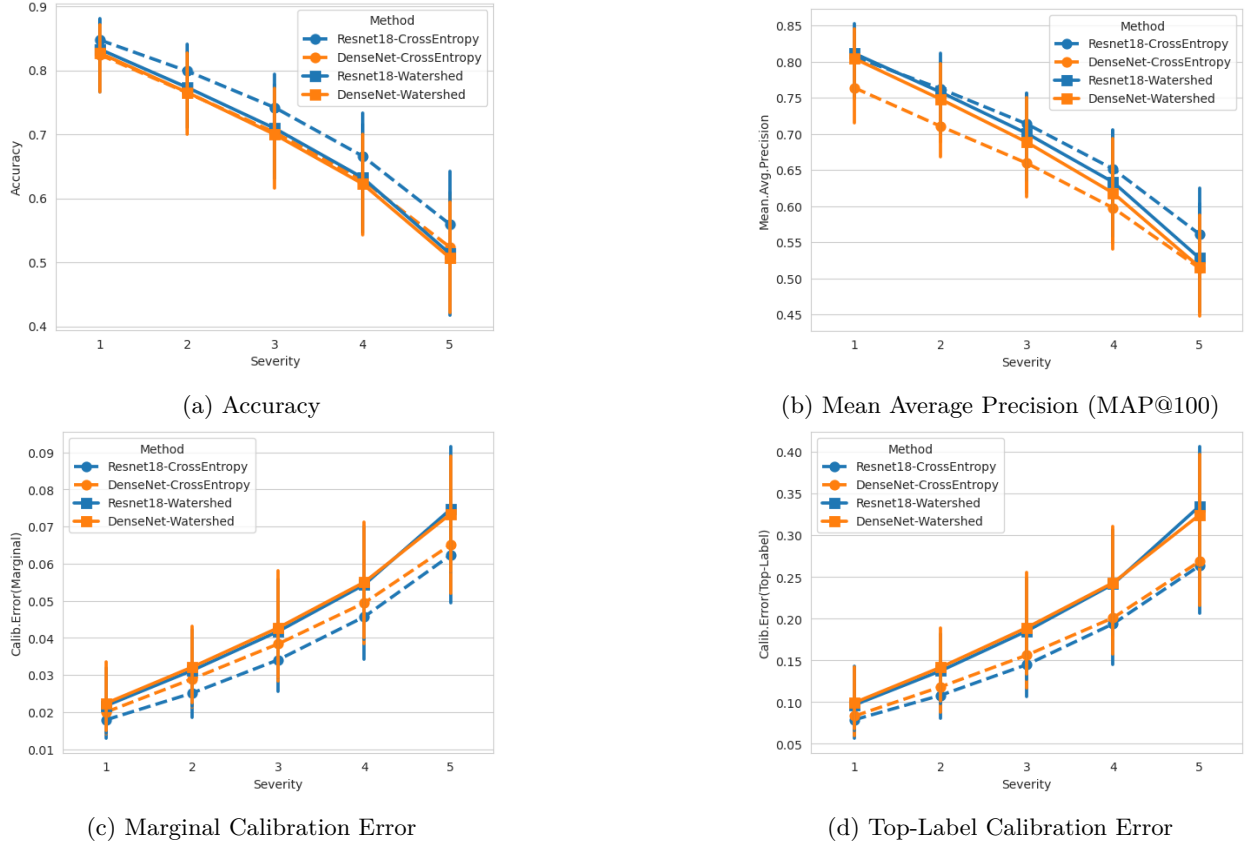 Accuracy
0.9
0.8
0.7
0.6
0.5
0.4
Method
Resnet18-CrossEntropy
DenseNet-CrossEntropy
Resnet18-Watershed
DenseNet-Watershed
1 2 3 4 5
Severity
(a) Accuracy
Mean.Avg.Precision
0.85
0.80
0.75
0.70
0.65
0.60
0.55
0.50
0.45
Method
Resnet18-CrossEntropy
DenseNet-CrossEntropy
Resnet18-Watershed
DenseNet-Watershed
1 2 3 4 5
Severity
(b) Mean Average Precision (MAP@100)
Calib.Error(Marginal)
0.09
0.08
0.07
0.06
0.05
0.04
0.03
0.02
0.01
Method
Resnet18-CrossEntropy
DenseNet-CrossEntropy
Resnet18-Watershed
DenseNet-Watershed
1 2 3 4 5
Severity
(c) Marginal Calibration Error
Calib.Error(Top-Label)
0.40
0.35
0.30
0.25
0.20
0.15
0.10
0.05
Method
Resnet18-CrossEntropy
DenseNet-CrossEntropy
Resnet18-Watershed
DenseNet-Watershed
1 2 3 4 5
Severity
(d) Top-Label Calibration Error